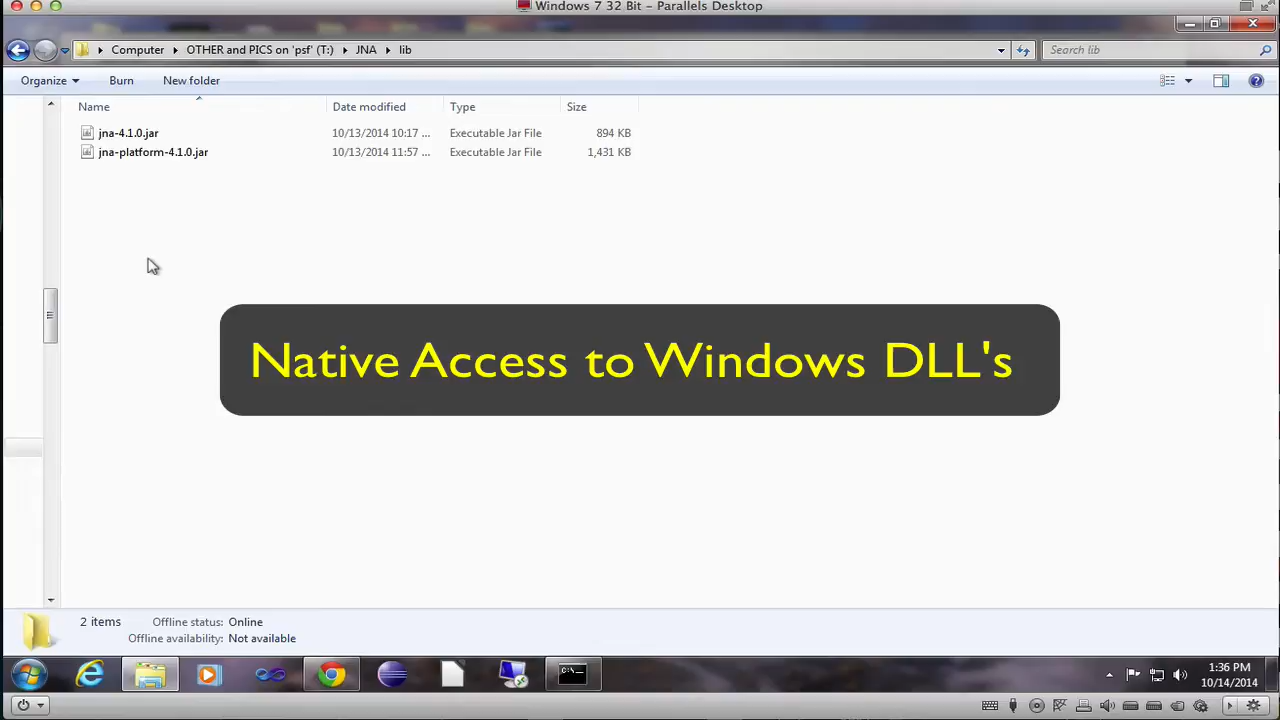 Windows 7 32 Bit – Parallels Desktop
Computer OTHER and PICS on 'psf' (T:) JNA lib
Search lib
Organize Burn New folder
Name Date modified Type Size
jna-4.1.0.jar 10/13/2014 10:17 ... Executable Jar File 894 KB
jna-platform-4.1.0.jar 10/13/2014 11:57 ... Executable Jar File 1,431 KB
Native Access to Windows DLL's
2 items Offline status: Online
Offline availability: Not available
1:36 PM
10/14/2014